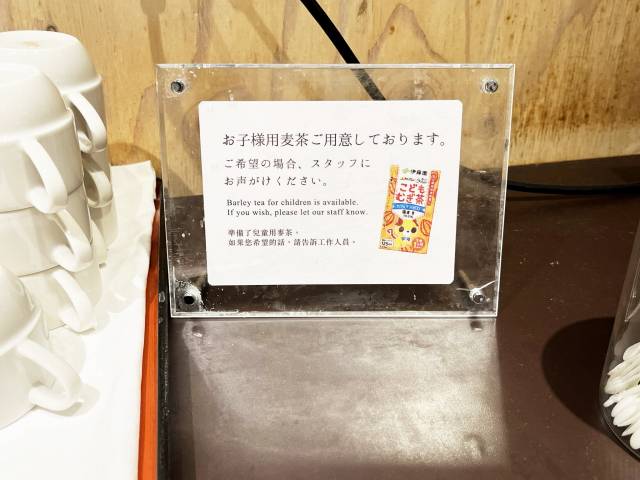 お子様用麦茶ご用意しております。
ご希望の場合、スタッフに
お声がけください。
Barley tea for children is available.
If you wish, please let our staff know.
準備了兒童用麥茶。
如果您希望的話，請告訴工作人員。
伊藤園
こども
むぎ茶